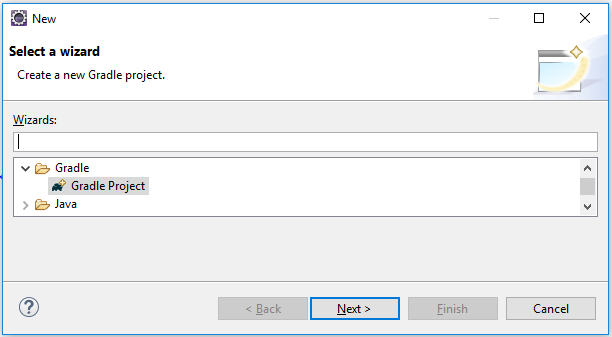 New
Select a wizard
Create a new Gradle project.
Wizards:
Gradle
Gradle Project
Java
? < Back Next > Finish Cancel